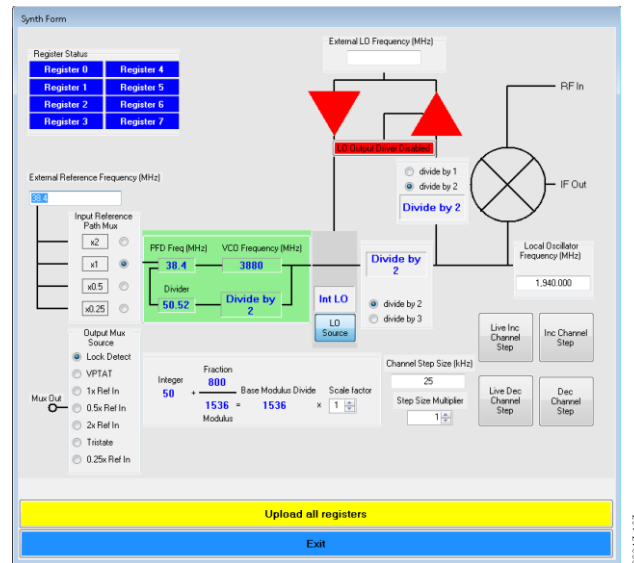 Synth Form
Register Status
Register 0 Register 4
Register 1 Register 5
Register 2 Register 6
Register 3 Register 7
External LO Frequency (MHz)
RF In
LO Output Driver Disabled
divide by 1
divide by 2
Divide by 2
IF Out
External Reference Frequency (MHz)
38.4
Input Reference
Path Mux
x2
x1
x0.5
x0.25
PFD Freq (MHz) VCO Frequency (MHz)
38.4 3880
Divider
50.52 Divide by
2
Int LO
LO
Source
Divide by
2
divide by 2
divide by 3
Local Oscillator
Frequency (MHz)
1,940.000
Output Mux
Source
Lock Detect
VPTAT
1x Ref In
0.5x Ref In
2x Ref In
Tristate
0.25x Ref In
Mux Out
Fraction
Integer 800 Base Modulus Divide Scale factor
50 + 1536 = 1536 × 1
Modulus
Channel Step Size (kHz)
25
Step Size Multiplier
1
Live Inc
Channel
Step
Inc Channel
Step
Live Dec
Channel
Step
Dec
Channel
Step
Upload all registers
Exit